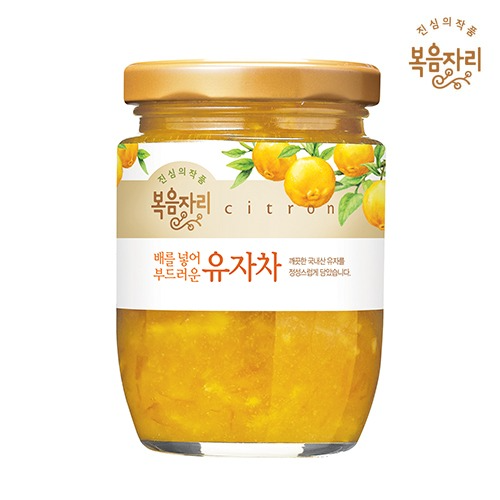 진심의작품
복음자리
진심의작품
복음자리
citron
배를 넣어
부드러운
유자차
깨끗한 국내산 유자를
정성스럽게 담았습니다.